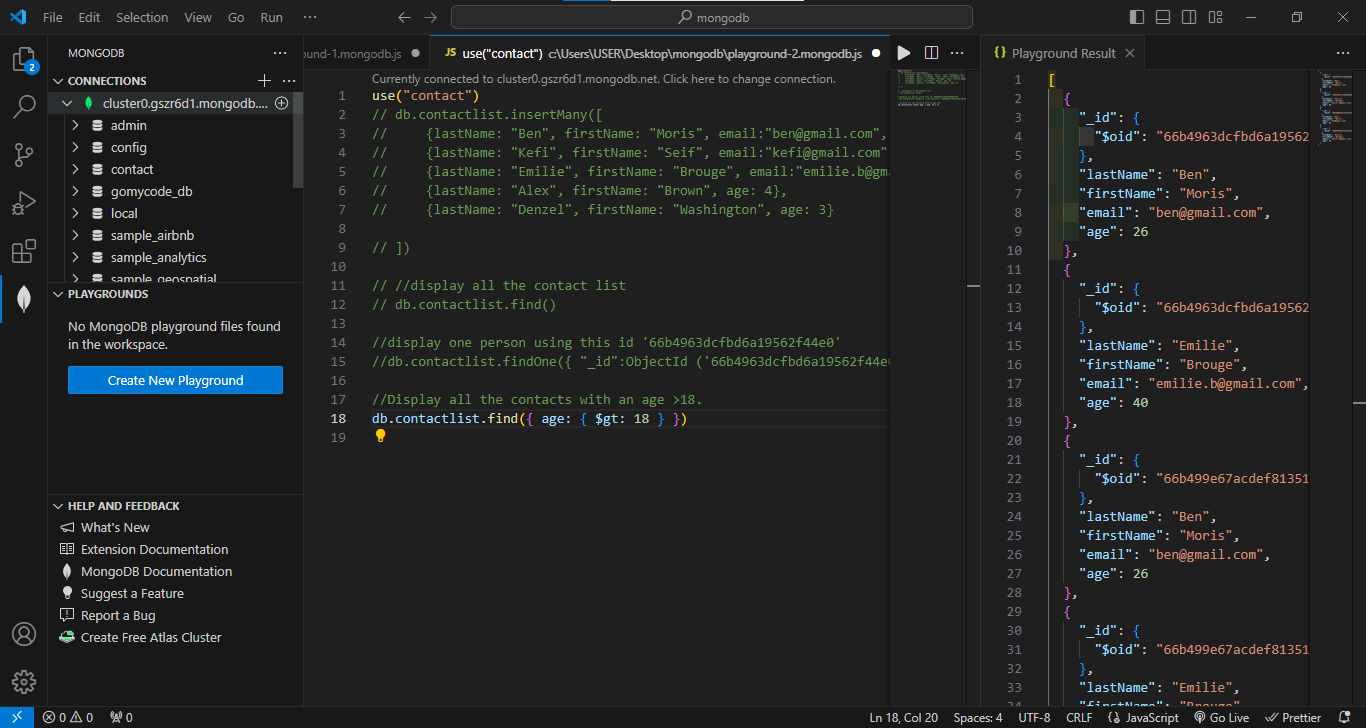 File Edit Selection View Go Run ··· mongodb
MONGODB
CONNECTIONS
cluster0.gszr6d1.mongodb....
admin
config
contact
gomycode_db
local
sample_airbnb
sample_analytics
sample_geospatial
PLAYGROUNDS
No MongoDB playground files found
in the workspace.
Create New Playground
HELP AND FEEDBACK
What's New
Extension Documentation
MongoDB Documentation
Suggest a Feature
Report a Bug
Create Free Atlas Cluster
ound-1.mongodb.js
JS use("contact") c:\Users\USER\Desktop\mongodb\playground-2.mongodb.js
Currently connected to cluster0.gszr6d1.mongodb.net. Click here to change connection.
1 use("contact")
2 // db.contactlist.insertMany([
3 //     {lastName: "Ben", firstName: "Moris", email:"ben@gmail.com",
4 //     {lastName: "Kefi", firstName: "Seif", email:"kefi@gmail.com"
5 //     {lastName: "Emilie", firstName: "Brouge", email:"emilie.b@gma
6 //     {lastName: "Alex", firstName: "Brown", age: 4},
7 //     {lastName: "Denzel", firstName: "Washington", age: 3}
8
9 // ])
10
11 // //display all the contact list
12 // db.contactlist.find()
13
14 //display one person using this id '66b4963dcfbd6a19562f44e0'
15 //db.contactlist.findOne({ "_id":ObjectId ('66b4963dcfbd6a19562f44e0
16
17 //Display all the contacts with an age >18.
18 db.contactlist.find({ age: { $gt: 18 } })
19
{} Playground Result
1 [
2   {
3     "_id": {
4       "$oid": "66b4963dcfbd6a19562
5     },
6     "lastName": "Ben",
7     "firstName": "Moris",
8     "email": "ben@gmail.com",
9     "age": 26
10   },
11   {
12     "_id": {
13       "$oid": "66b4963dcfbd6a19562
14     },
15     "lastName": "Emilie",
16     "firstName": "Brouge",
17     "email": "emilie.b@gmail.com",
18     "age": 40
19   },
20   {
21     "_id": {
22       "$oid": "66b499e67acdef81351
23     },
24     "lastName": "Ben",
25     "firstName": "Moris",
26     "email": "ben@gmail.com",
27     "age": 26
28   },
29   {
30     "_id": {
31       "$oid": "66b499e67acdef81351
32     },
33     "lastName": "Emilie",
34     "firstName": "Brouge",
2
0 0 0 Ln 18, Col 20 Spaces: 4 UTF-8 CRLF {} JavaScript Go Live Prettier